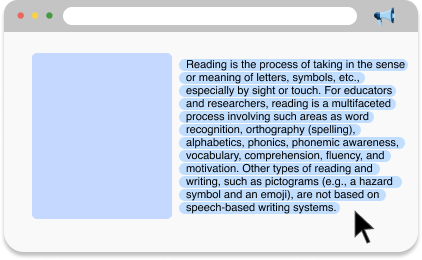 Reading is the process of taking in the sense
or meaning of letters, symbols, etc.,
especially by sight or touch. For educators
and researchers, reading is a multifaceted
process involving such areas as word
recognition, orthography (spelling),
alphabetics, phonics, phonemic awareness,
vocabulary, comprehension, fluency, and
motivation. Other types of reading and
writing, such as pictograms (e.g., a hazard
symbol and an emoji), are not based on
speech-based writing systems.